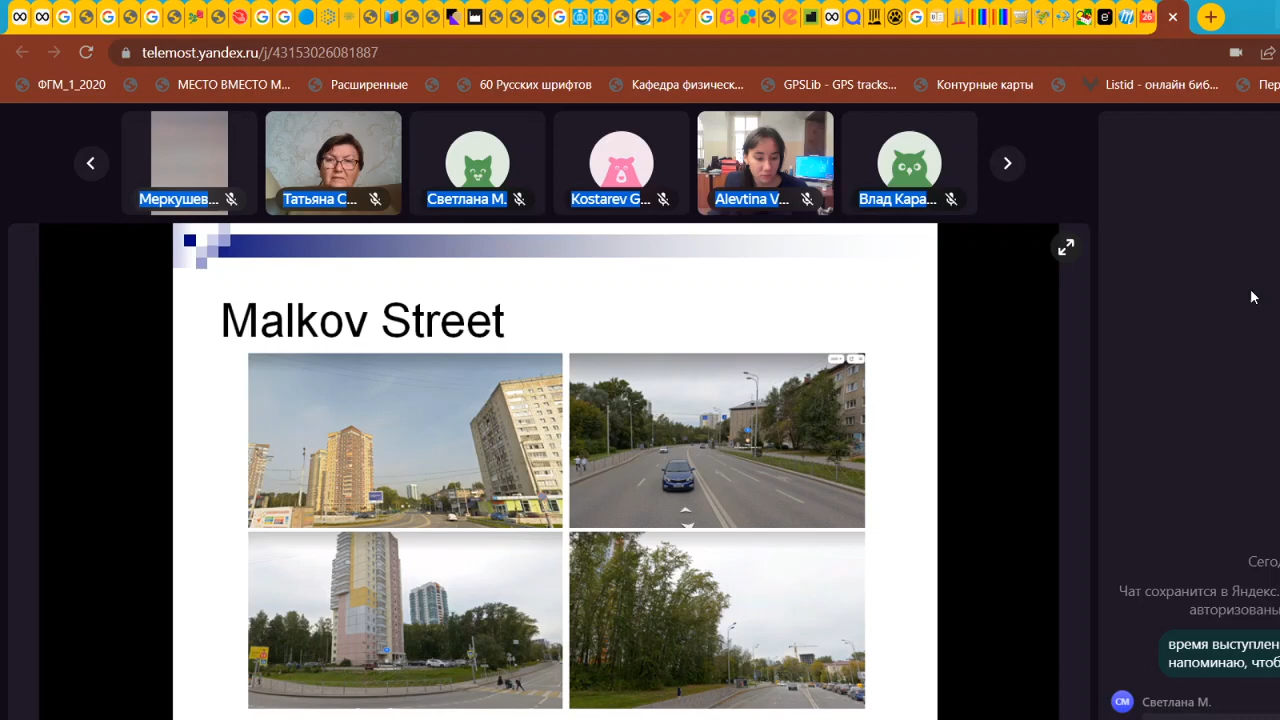 26
telemost.yandex.ru/j/43153026081887
ФГМ_1_2020 МЕСТО ВМЕСТО М... Расширенные 60 Русских шрифтов Кафедра физическ... GPSLib - GPS tracks... Контурные карты Listid - онлайн биб... Пер
Меркушев... Татьяна С... Светлана М. Kostarev G... Alevtina V... Влад Кара...
Malkov Street
Сегод
Чат сохранится в Яндекс.
авторизованы
время выступлен
напоминаю, чтоб
СМ Светлана М.